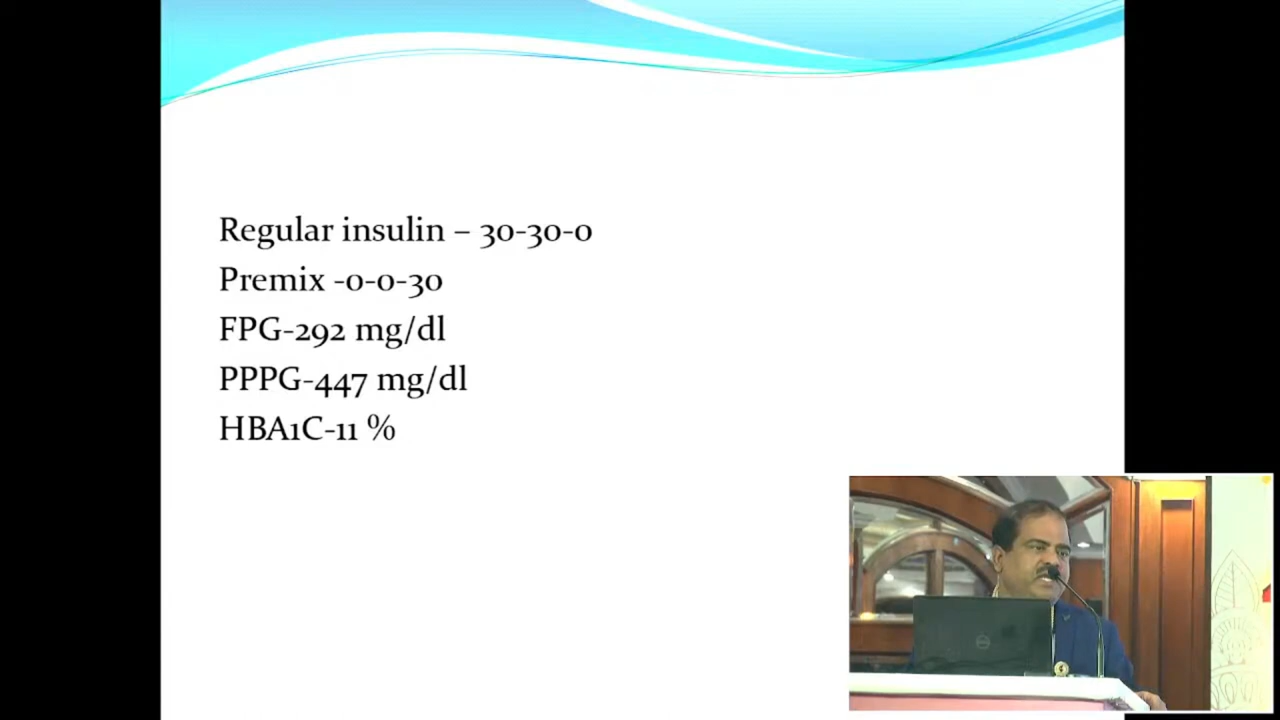 Regular insulin – 30-30-0
Premix -0-0-30
FPG-292 mg/dl
PPPG-447 mg/dl
HBA1C-11 %